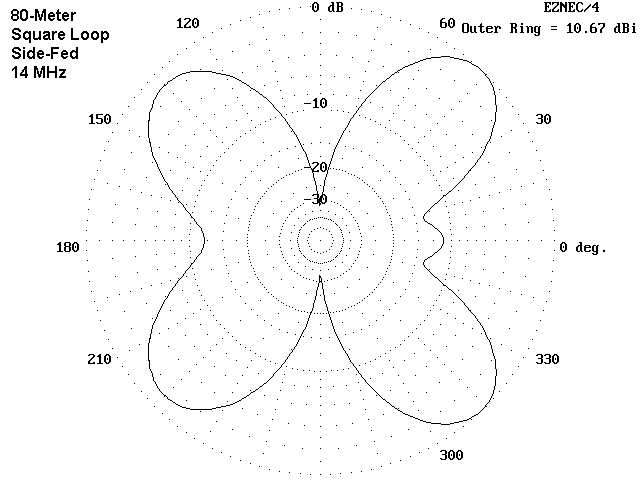 80-Meter
Square Loop
Side-Fed
14 MHz
0 dB
EZNEC/4
Outer Ring = 10.67 dBi
120
60
-10
150
30
-20
-30
180
0 deg.
210
330
300